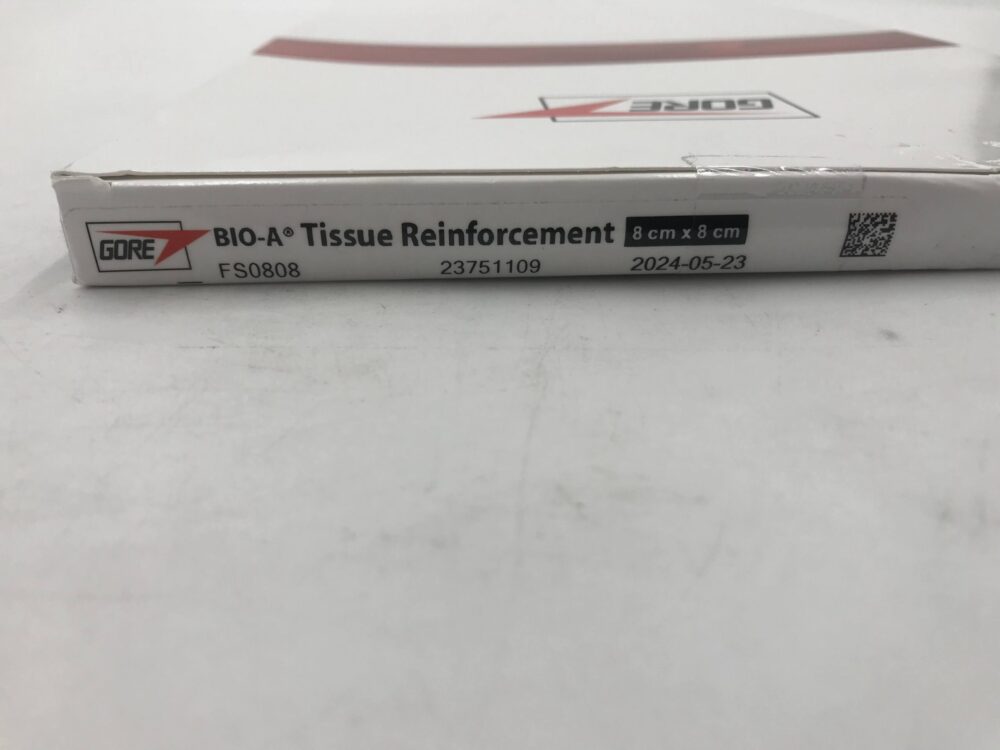 GORE
GORE BIO-A® Tissue Reinforcement 8 cm x 8 cm
FS0808 23751109 2024-05-23